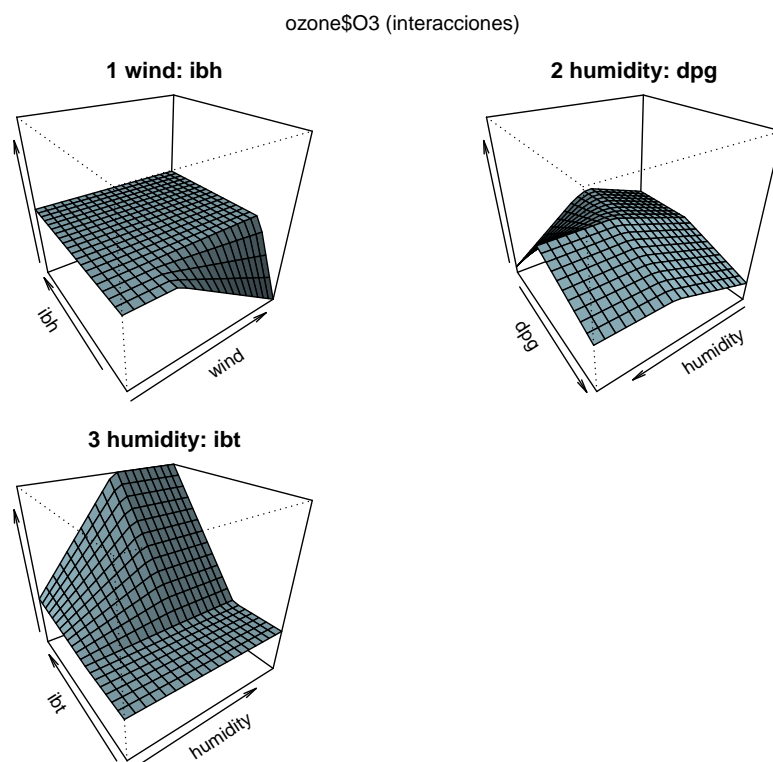 ozone$O3 (interacciones)
1 wind: ibh
2 humidity: dpg
ibh
wind
dpg
humidity
3 humidity: ibt
ibt
humidity